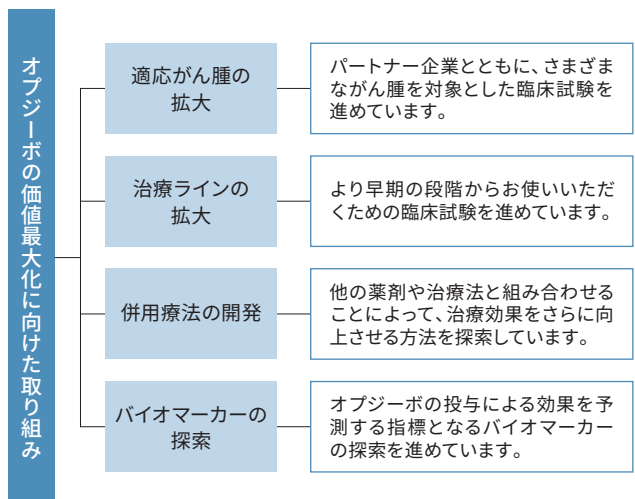 オプジーボの価値最大化に向けた取り組み
適応がん腫の
拡大
パートナー企業とともに、さまざま
ながん腫を対象とした臨床試験を
進めています。
治療ラインの
拡大
より早期の段階からお使いいただ
くための臨床試験を進めています。
併用療法の開発
他の薬剤や治療法と組み合わせる
ことによって、治療効果をさらに向
上させる方法を探索しています。
バイオマーカーの
探索
オプジーボの投与による効果を予
測する指標となるバイオマーカー
の探索を進めています。